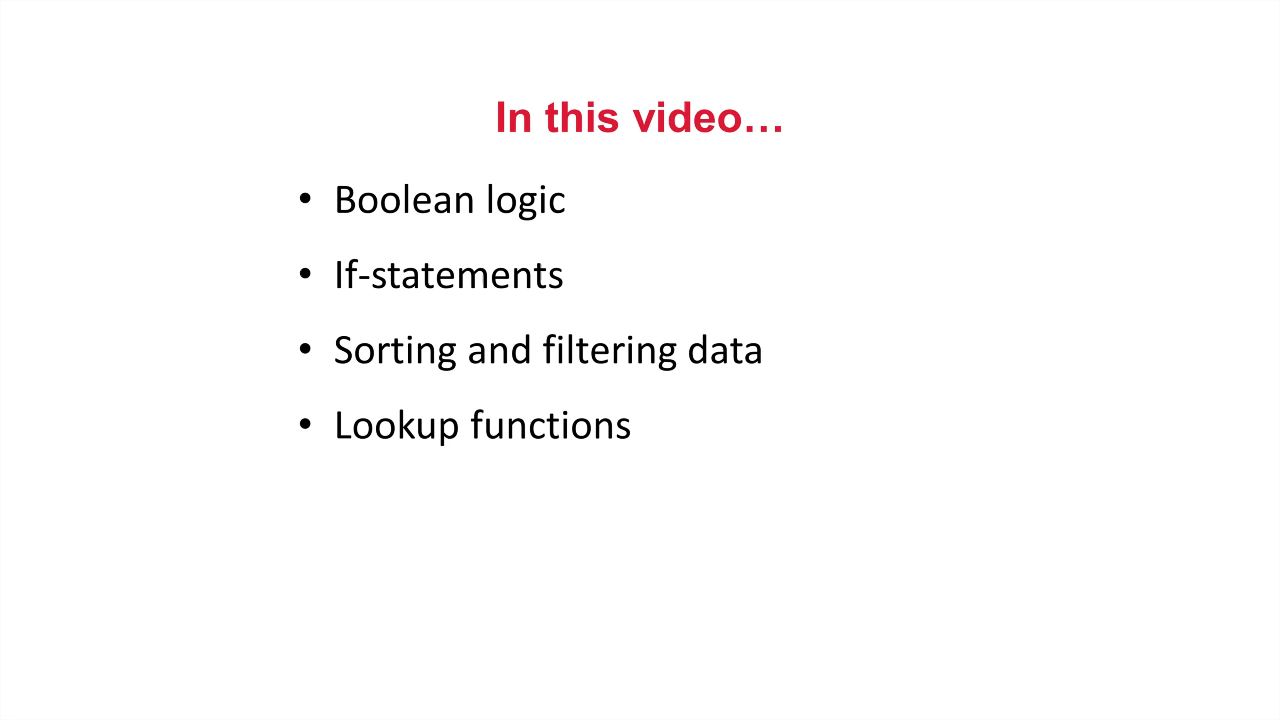 In this video…
• Boolean logic
• If-statements
• Sorting and filtering data
• Lookup functions